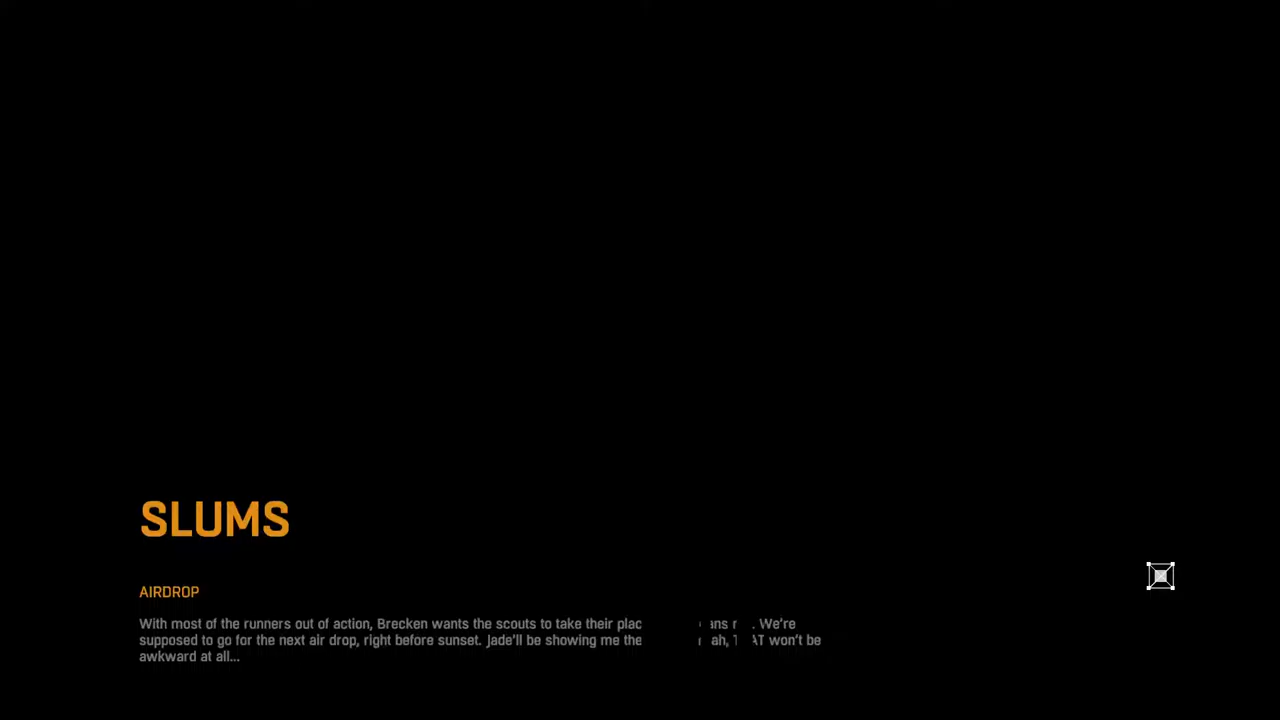 SLUMS
AIRDROP
With most of the runners out of action, Brecken wants the scouts to take their We're
supposed to go for the next air drop, right before sunset. Jade'll be showing me the won't be
awkward at all...